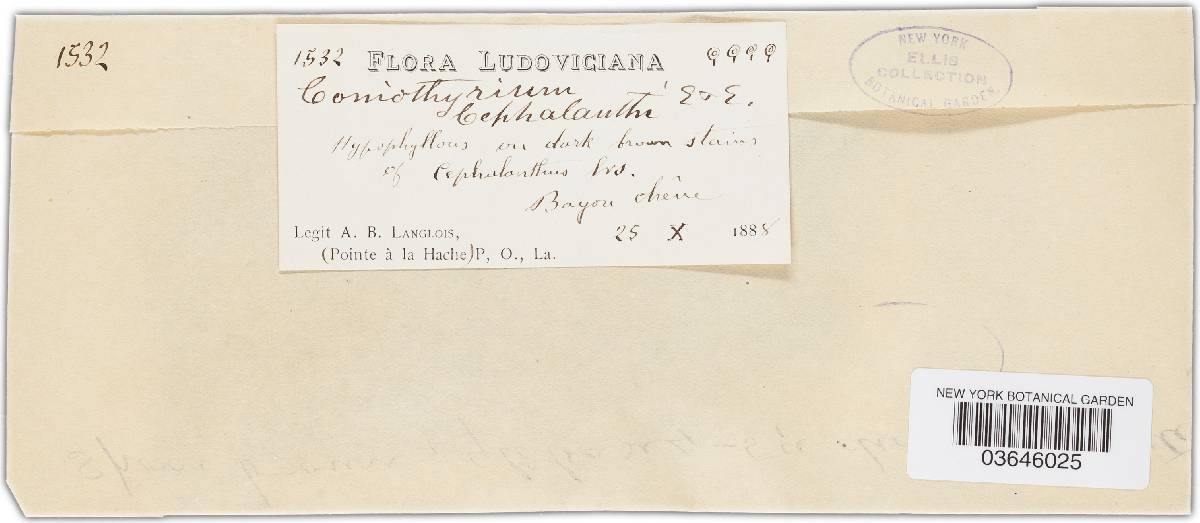 1532
1532 FLORA LUDOVICIANA 9999
Coniothyrium
Cephalanthi E & E.
Hypophyllous on dark brown stains
of Cephalanthus lvs.
Bayou chêne
Legit A. B. LANGLOIS, 25 X 1888
(Pointe à la Hache) P, O., La.
NEW YORK
ELLIS
COLLECTION
BOTANICAL GARDEN.
NEW YORK BOTANICAL GARDEN
03646025